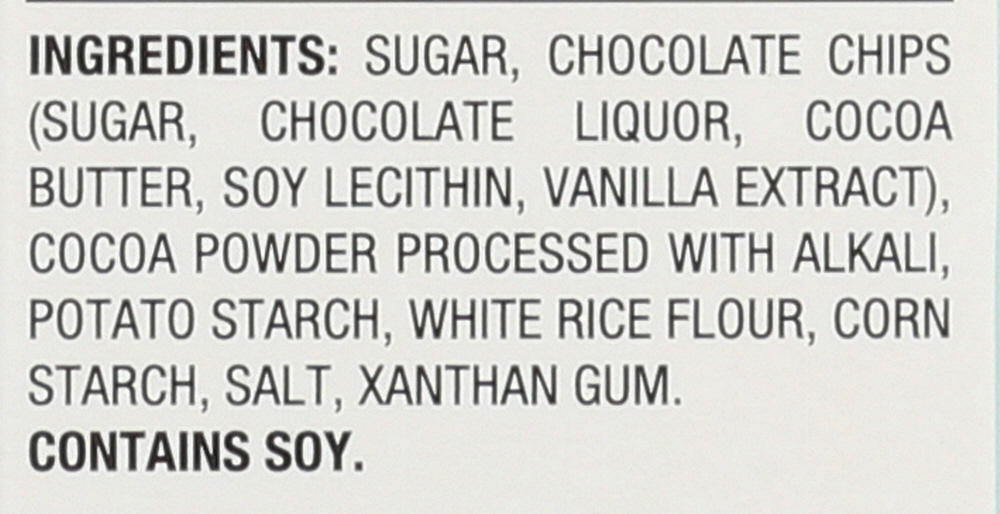 INGREDIENTS: SUGAR, CHOCOLATE CHIPS
(SUGAR, CHOCOLATE LIQUOR, COCOA
BUTTER, SOY LECITHIN, VANILLA EXTRACT),
COCOA POWDER PROCESSED WITH ALKALI,
POTATO STARCH, WHITE RICE FLOUR, CORN
STARCH, SALT, XANTHAN GUM.
CONTAINS SOY.